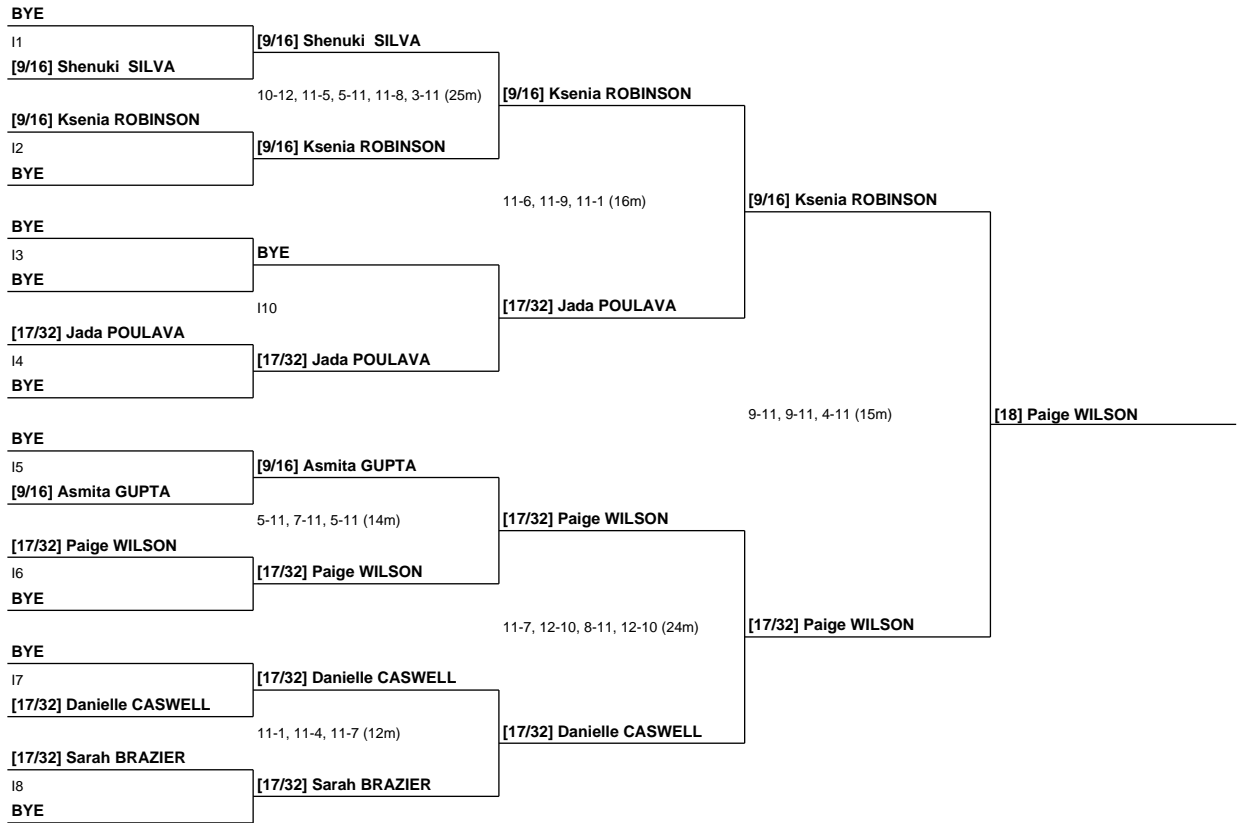 BYE
I1
[9/16] Shenuki  SILVA
[9/16] Shenuki  SILVA
10-12, 11-5, 5-11, 11-8, 3-11 (25m)
[9/16] Ksenia ROBINSON
[9/16] Ksenia ROBINSON
I2
[9/16] Ksenia ROBINSON
BYE
11-6, 11-9, 11-1 (16m)
[9/16] Ksenia ROBINSON
BYE
I3
BYE
BYE
I10
[17/32] Jada POULAVA
[17/32] Jada POULAVA
I4
[17/32] Jada POULAVA
BYE
9-11, 9-11, 4-11 (15m)
[18] Paige WILSON
BYE
I5
[9/16] Asmita GUPTA
[9/16] Asmita GUPTA
5-11, 7-11, 5-11 (14m)
[17/32] Paige WILSON
[17/32] Paige WILSON
I6
[17/32] Paige WILSON
BYE
11-7, 12-10, 8-11, 12-10 (24m)
[17/32] Paige WILSON
BYE
I7
[17/32] Danielle CASWELL
[17/32] Danielle CASWELL
11-1, 11-4, 11-7 (12m)
[17/32] Danielle CASWELL
[17/32] Sarah BRAZIER
I8
[17/32] Sarah BRAZIER
BYE